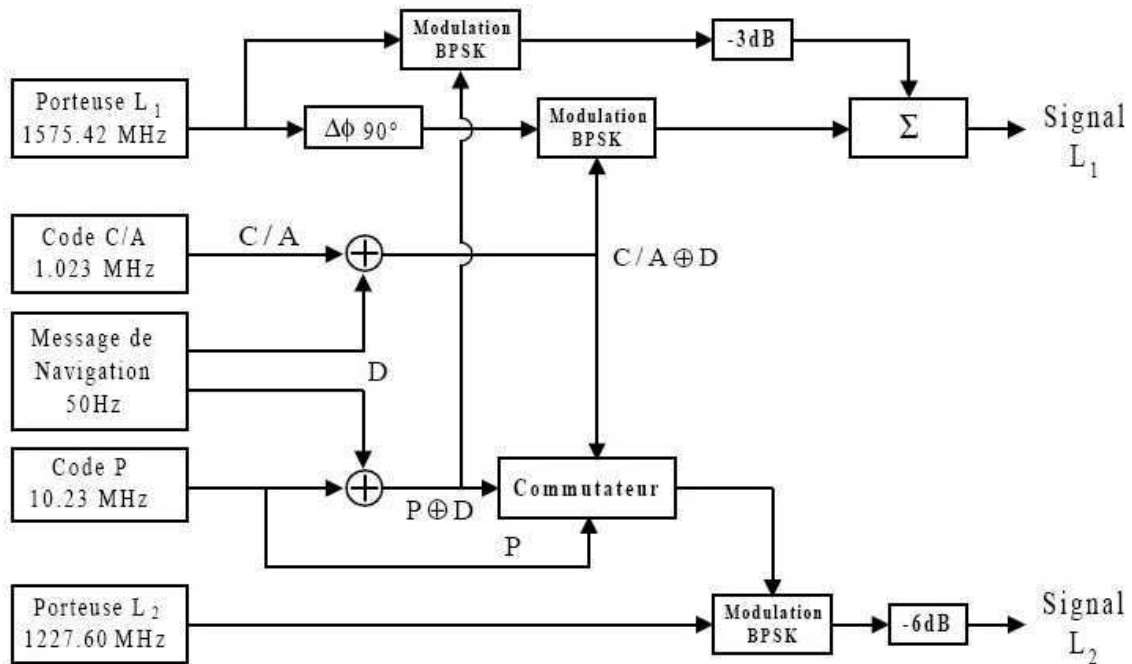 Modulation
BPSK
-3dB
Porteuse L1
1575.42 MHz
Δϕ 90°
Modulation
BPSK
Σ
Signal
L1
Code C/A
1.023 MHz
C/A
C/A⊕D
Message de
Navigation
50Hz
D
Code P
10.23 MHz
P⊕D
Commutateur
P
Porteuse L2
1227.60 MHz
Modulation
BPSK
-6dB
Signal
L2